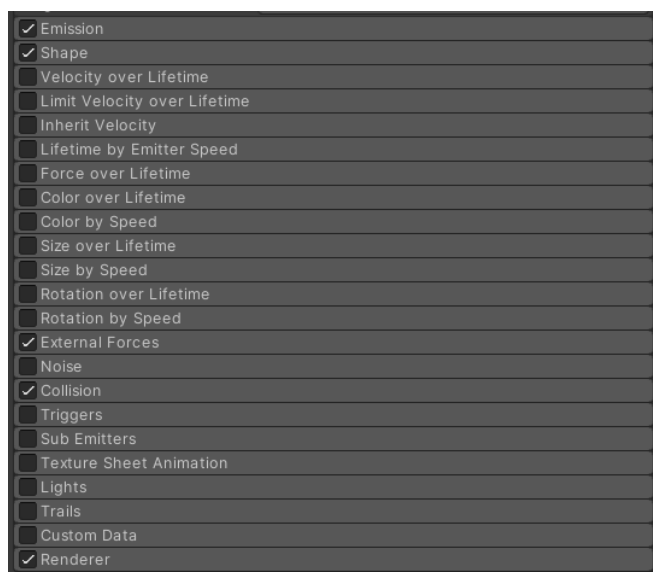 Emission
Shape
Velocity over Lifetime
Limit Velocity over Lifetime
Inherit Velocity
Lifetime by Emitter Speed
Force over Lifetime
Color over Lifetime
Color by Speed
Size over Lifetime
Size by Speed
Rotation over Lifetime
Rotation by Speed
External Forces
Noise
Collision
Triggers
Sub Emitters
Texture Sheet Animation
Lights
Trails
Custom Data
Renderer